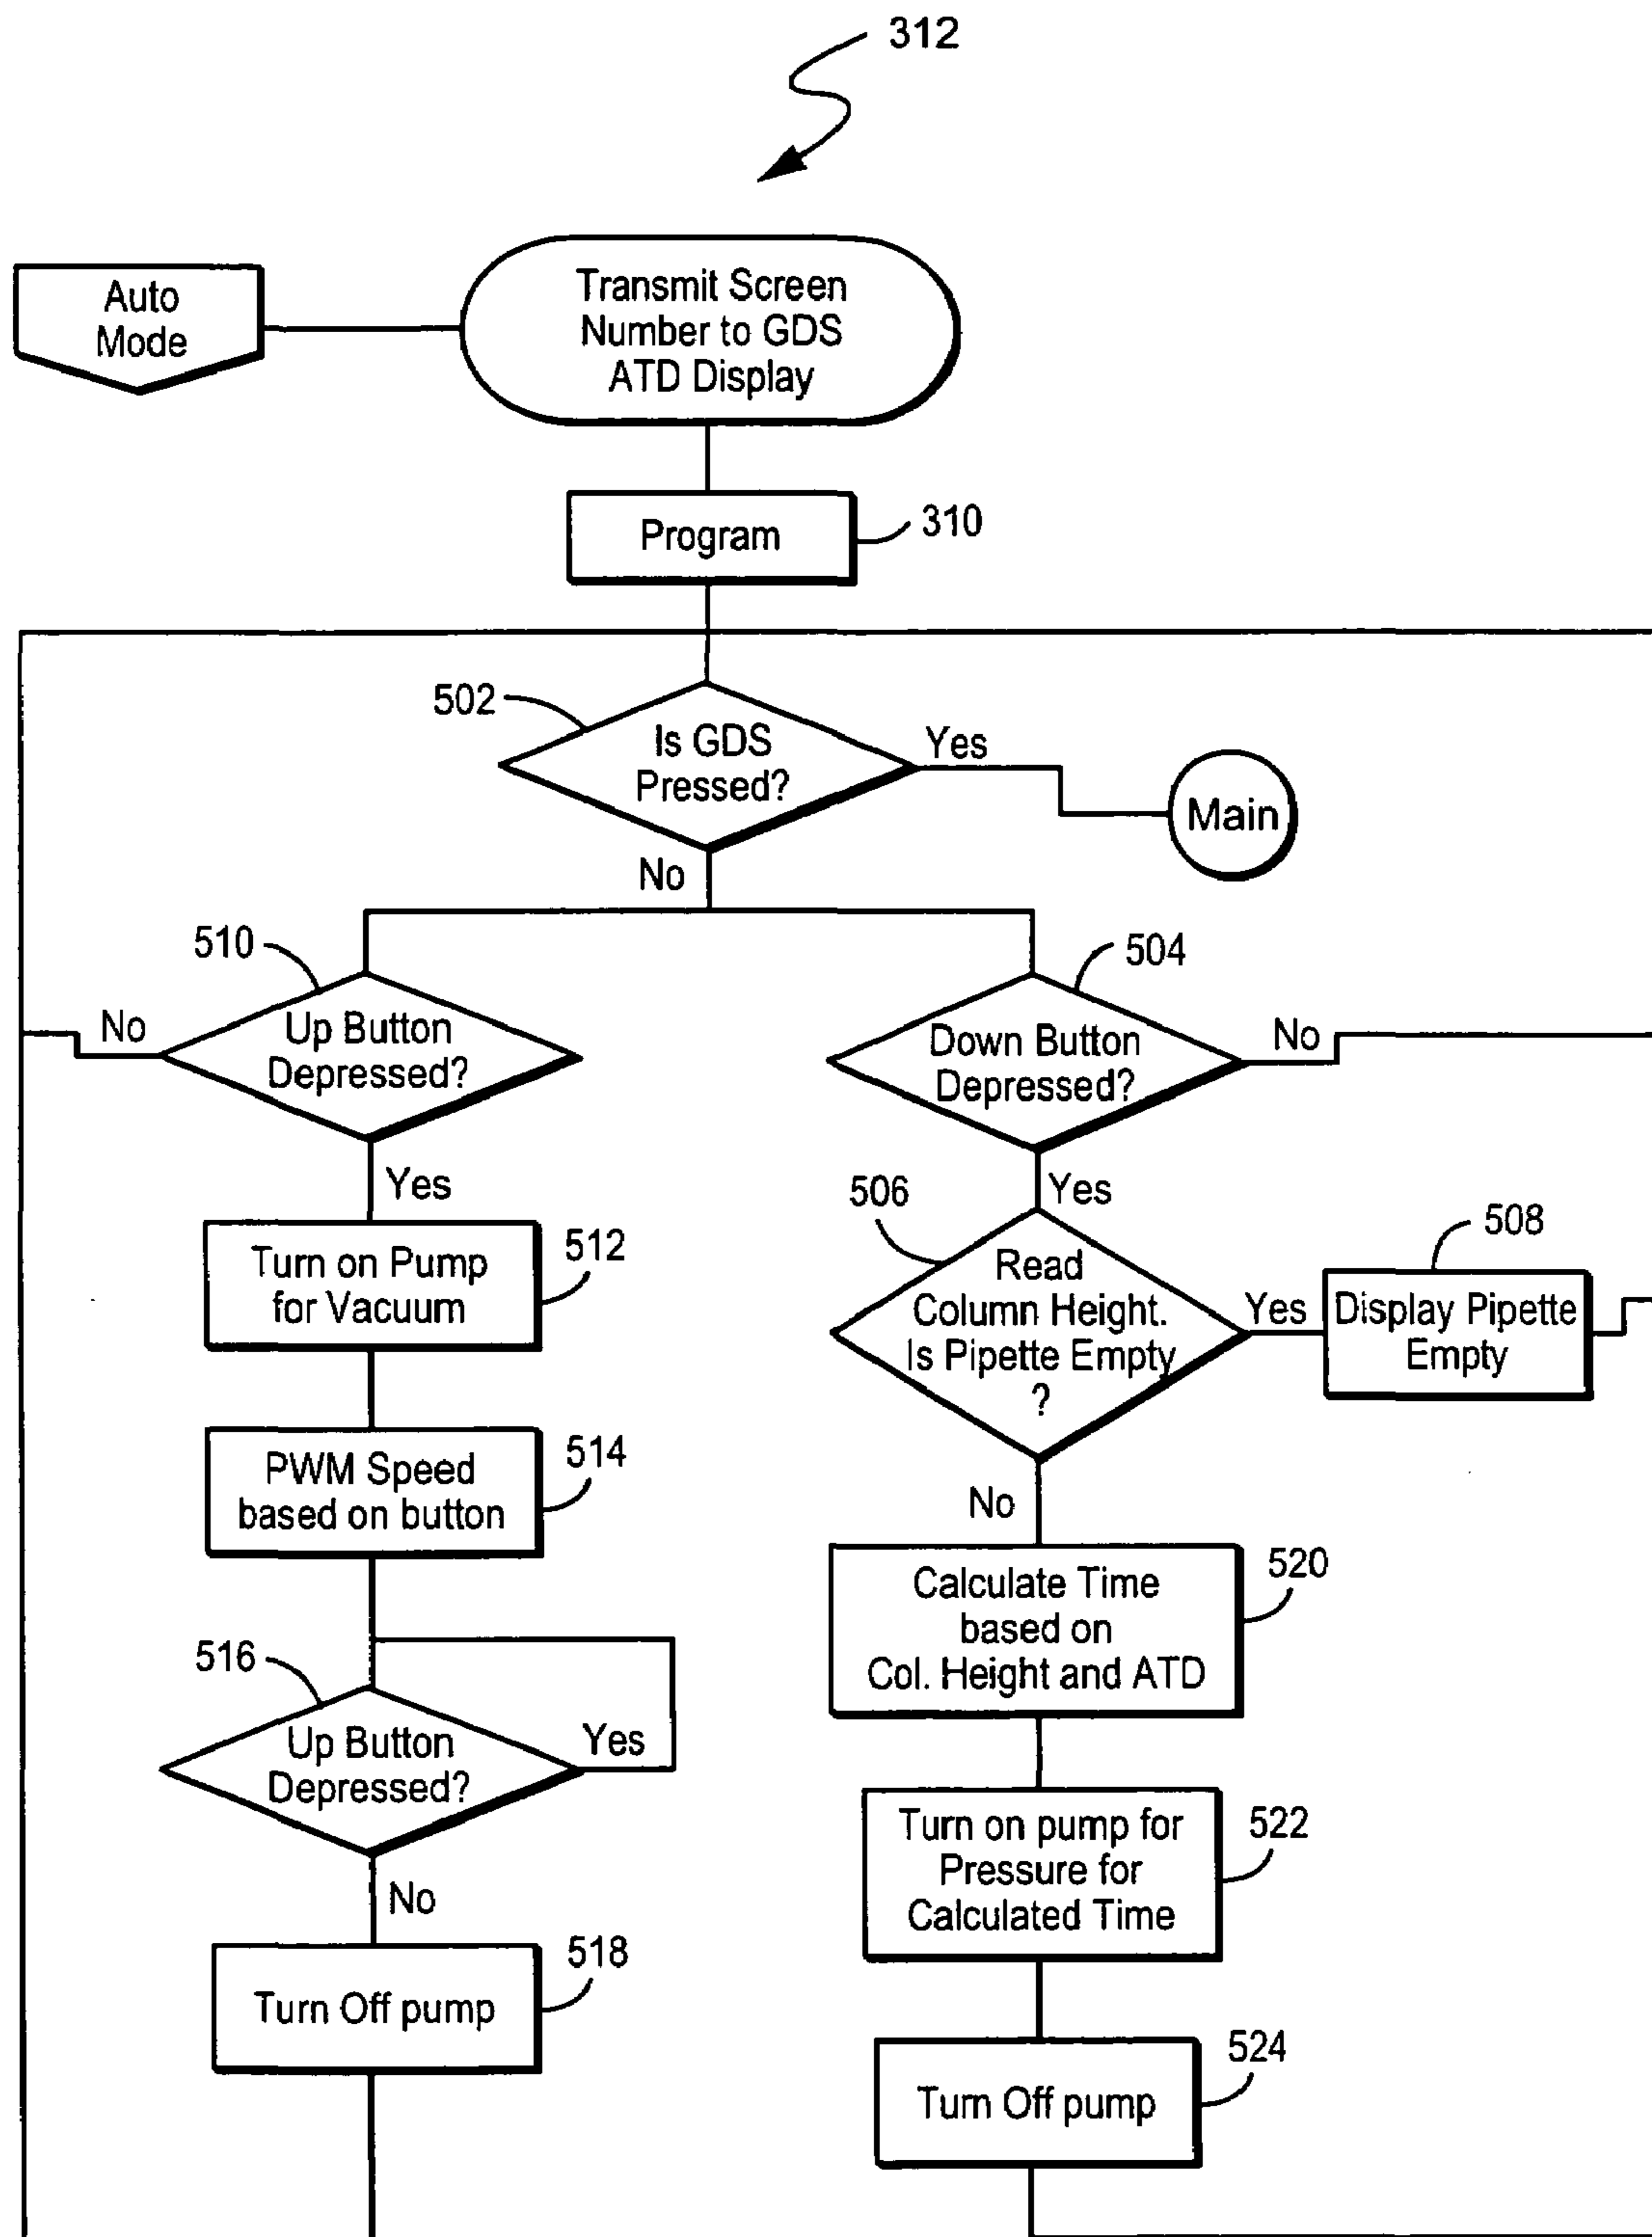 312
Auto
Mode
Transmit Screen
Number to GDS
ATD Display
Program
310
502
Is GDS
Pressed?
Yes
Main
No
510
Up Button
Depressed?
No
Yes
504
Down Button
Depressed?
No
Yes
512
Turn on Pump
for Vacuum
506
Read
Column Height.
Is Pipette Empty
?
Yes
508
Display Pipette
Empty
No
514
PWM Speed
based on button
520
Calculate Time
based on
Col. Height and ATD
516
Up Button
Depressed?
Yes
No
522
Turn on pump for
Pressure for
Calculated Time
518
Turn Off pump
524
Turn Off pump